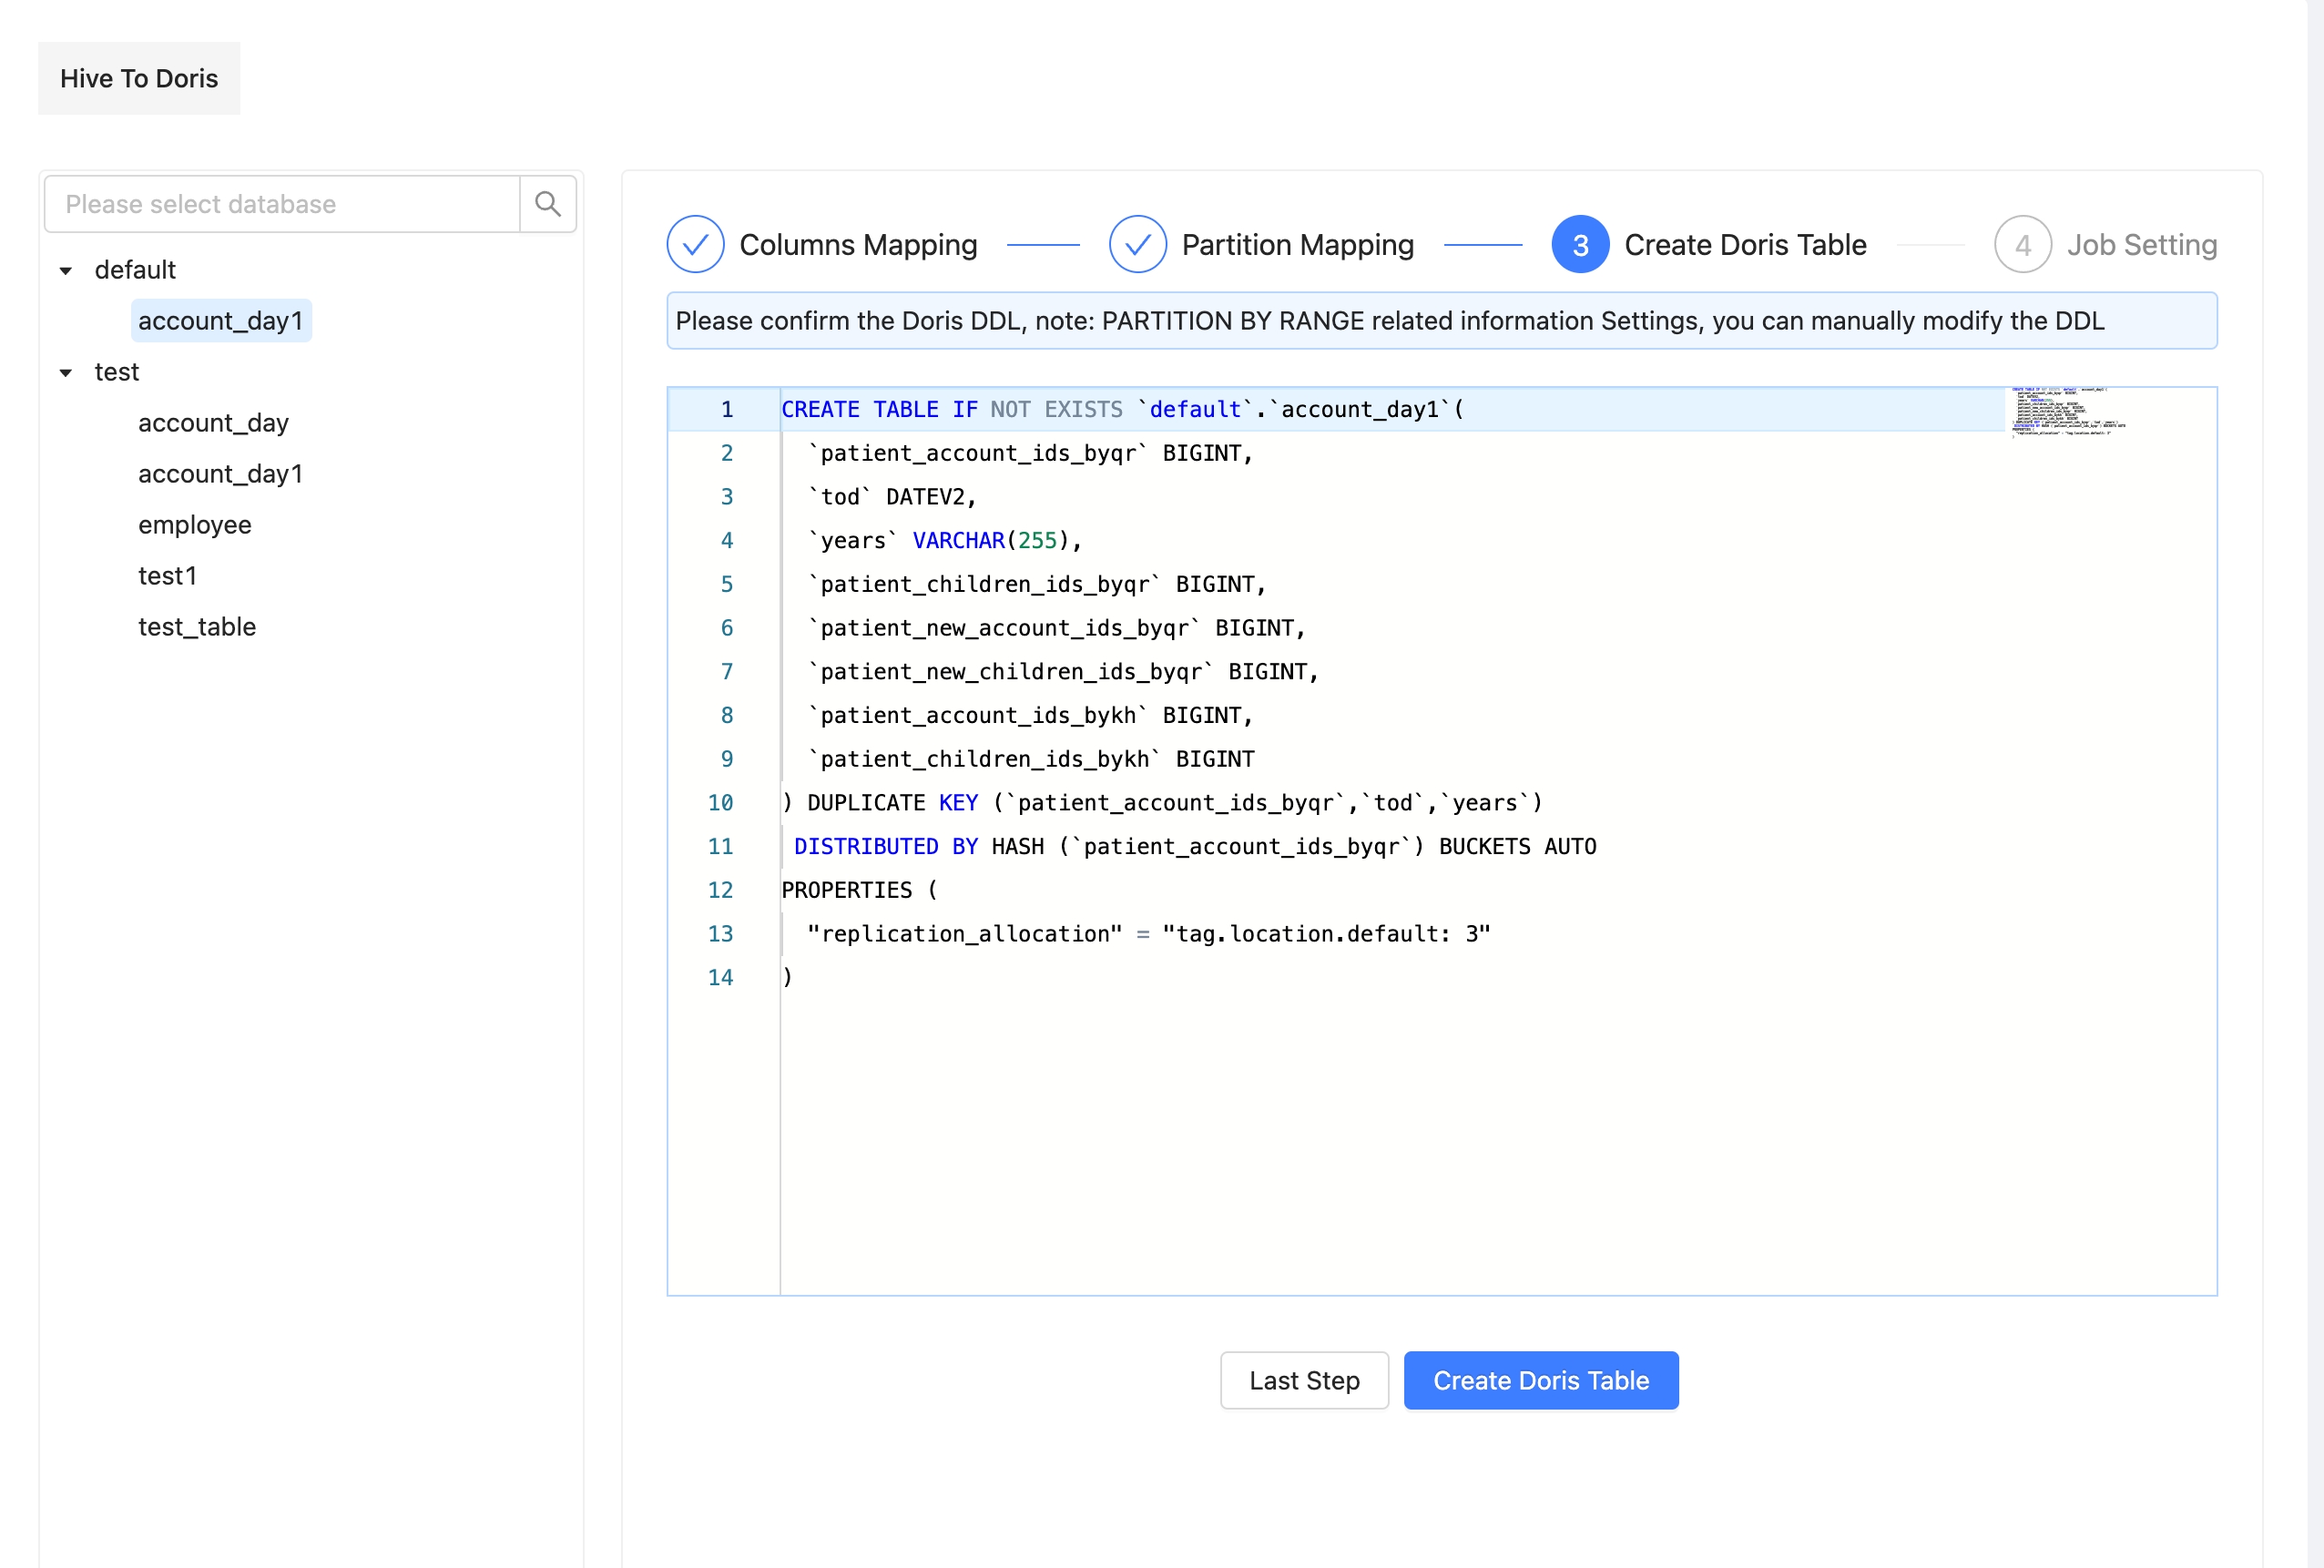 Hive To Doris
Please select database
default
account_day1
test
account_day
account_day1
employee
test1
test_table
Columns Mapping
Partition Mapping
3 Create Doris Table
4 Job Setting
Please confirm the Doris DDL, note: PARTITION BY RANGE related information Settings, you can manually modify the DDL
1 CREATE TABLE IF NOT EXISTS `default`.`account_day1`(
2 `patient_account_ids_byqr` BIGINT,
3 `tod` DATEV2,
4 `years` VARCHAR(255),
5 `patient_children_ids_byqr` BIGINT,
6 `patient_new_account_ids_byqr` BIGINT,
7 `patient_new_children_ids_byqr` BIGINT,
8 `patient_account_ids_bykh` BIGINT,
9 `patient_children_ids_bykh` BIGINT
10 ) DUPLICATE KEY (`patient_account_ids_byqr`,`tod`,`years`)
11 DISTRIBUTED BY HASH (`patient_account_ids_byqr`) BUCKETS AUTO
12 PROPERTIES (
13 "replication_allocation" = "tag.location.default: 3"
14 )
Last Step
Create Doris Table